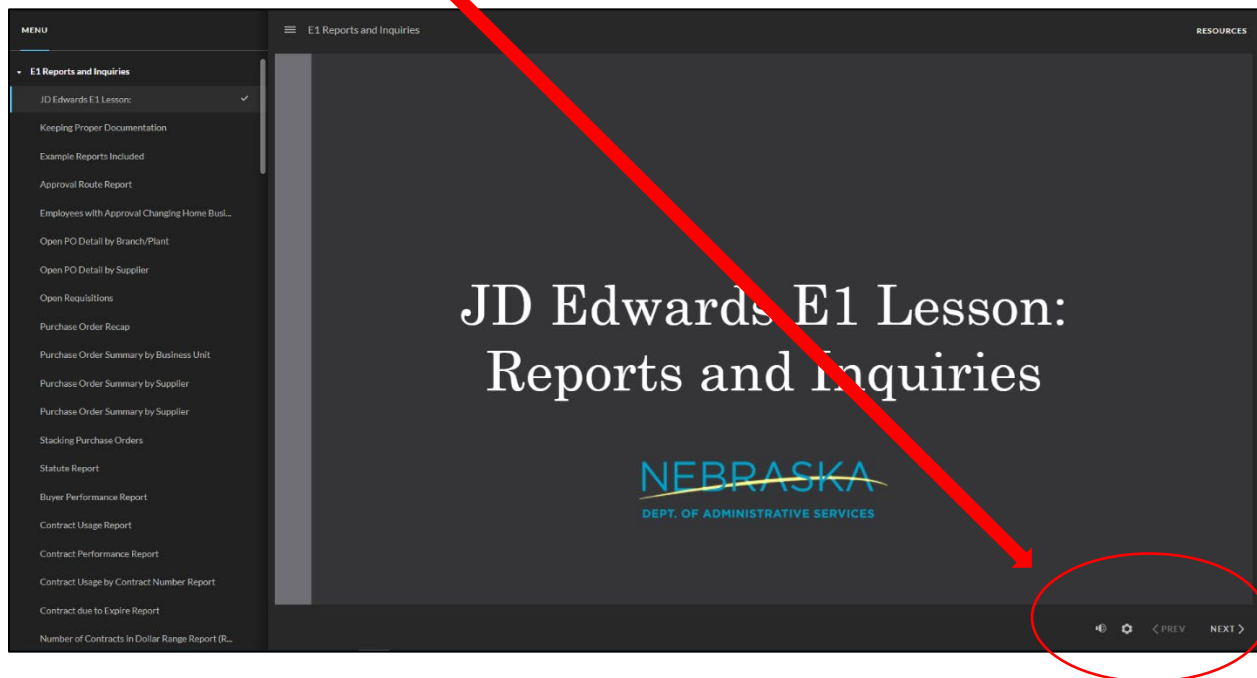 MENU
E1 Reports and Inquiries
RESOURCES
E1 Reports and Inquiries
JD Edwards E1 Lesson:
Keeping Proper Documentation
Example Reports Included
Approval Route Report
Employees with Approval Changing Home Busi...
Open PO Detail by Branch/Plant
Open PO Detail by Supplier
Open Requisitions
Purchase Order Recap
Purchase Order Summary by Business Unit
Purchase Order Summary by Supplier
Purchase Order Summary by Supplier
Stacking Purchase Orders
Statute Report
Buyer Performance Report
Contract Usage Report
Contract Performance Report
Contract Usage by Contract Number Report
Contract due to Expire Report
Number of Contracts in Dollar Range Report (R...
JD Edwards E1 Lesson:
Reports and Inquiries
NEBRASKA
DEPT. OF ADMINISTRATIVE SERVICES
PREV NEXT